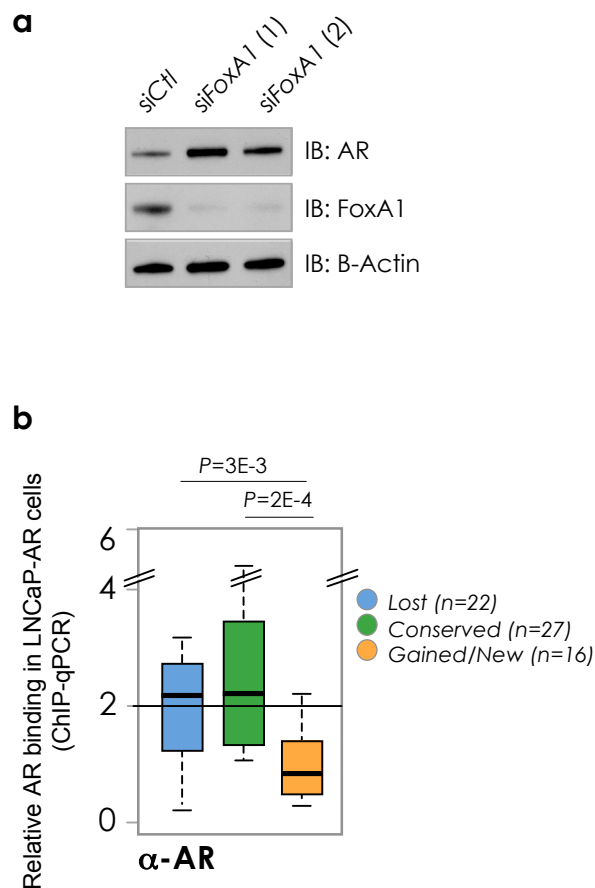 a
siCtl
siFoxA1 (1)
siFoxA1 (2)
IB: AR
IB: FoxA1
IB: B-Actin
b
P=3E-3
P=2E-4
Relative AR binding in LNCaP-AR cells
(ChIP-qPCR)
6
4
2
0
Lost (n=22)
Conserved (n=27)
Gained/New (n=16)
α-AR